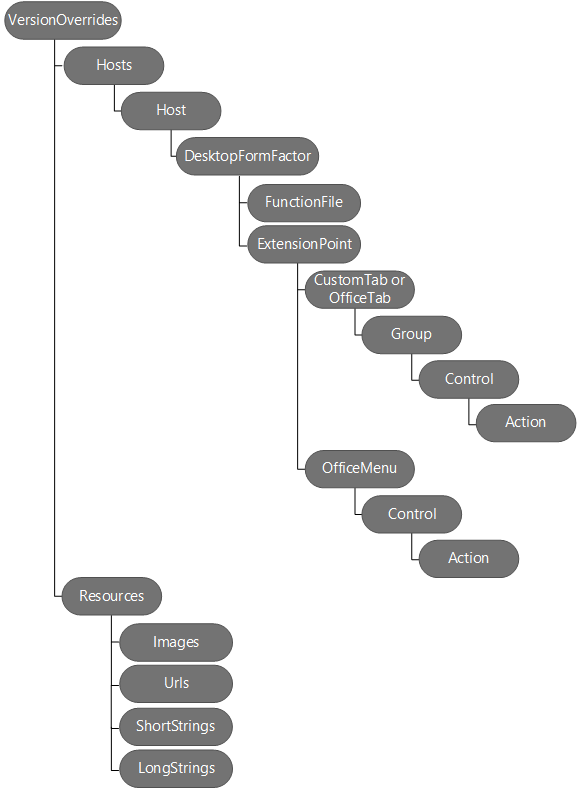 VersionOverrides
Hosts
Host
DesktopFormFactor
FunctionFile
ExtensionPoint
CustomTab or
OfficeTab
Group
Control
Action
OfficeMenu
Control
Action
Resources
Images
Urls
ShortStrings
LongStrings